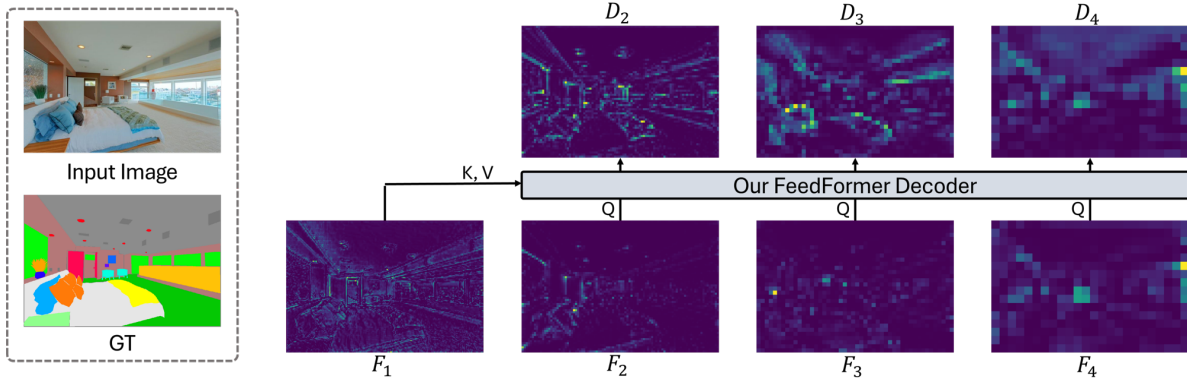 Input Image
GT
D₂
D₃
D₄
K, V
Our FeedFormer Decoder
Q
Q
Q
F₁
F₂
F₃
F₄